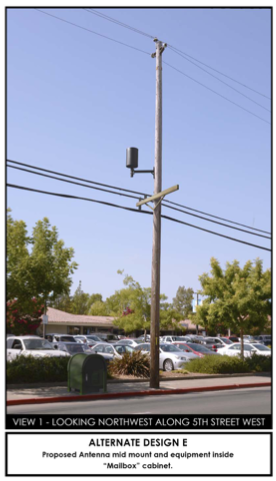 VIEW 1 - LOOKING NORTHWEST ALONG 5TH STREET WEST
ALTERNATE DESIGN E
Proposed Antenna mid mount and equipment inside
"Mailbox" cabinet.